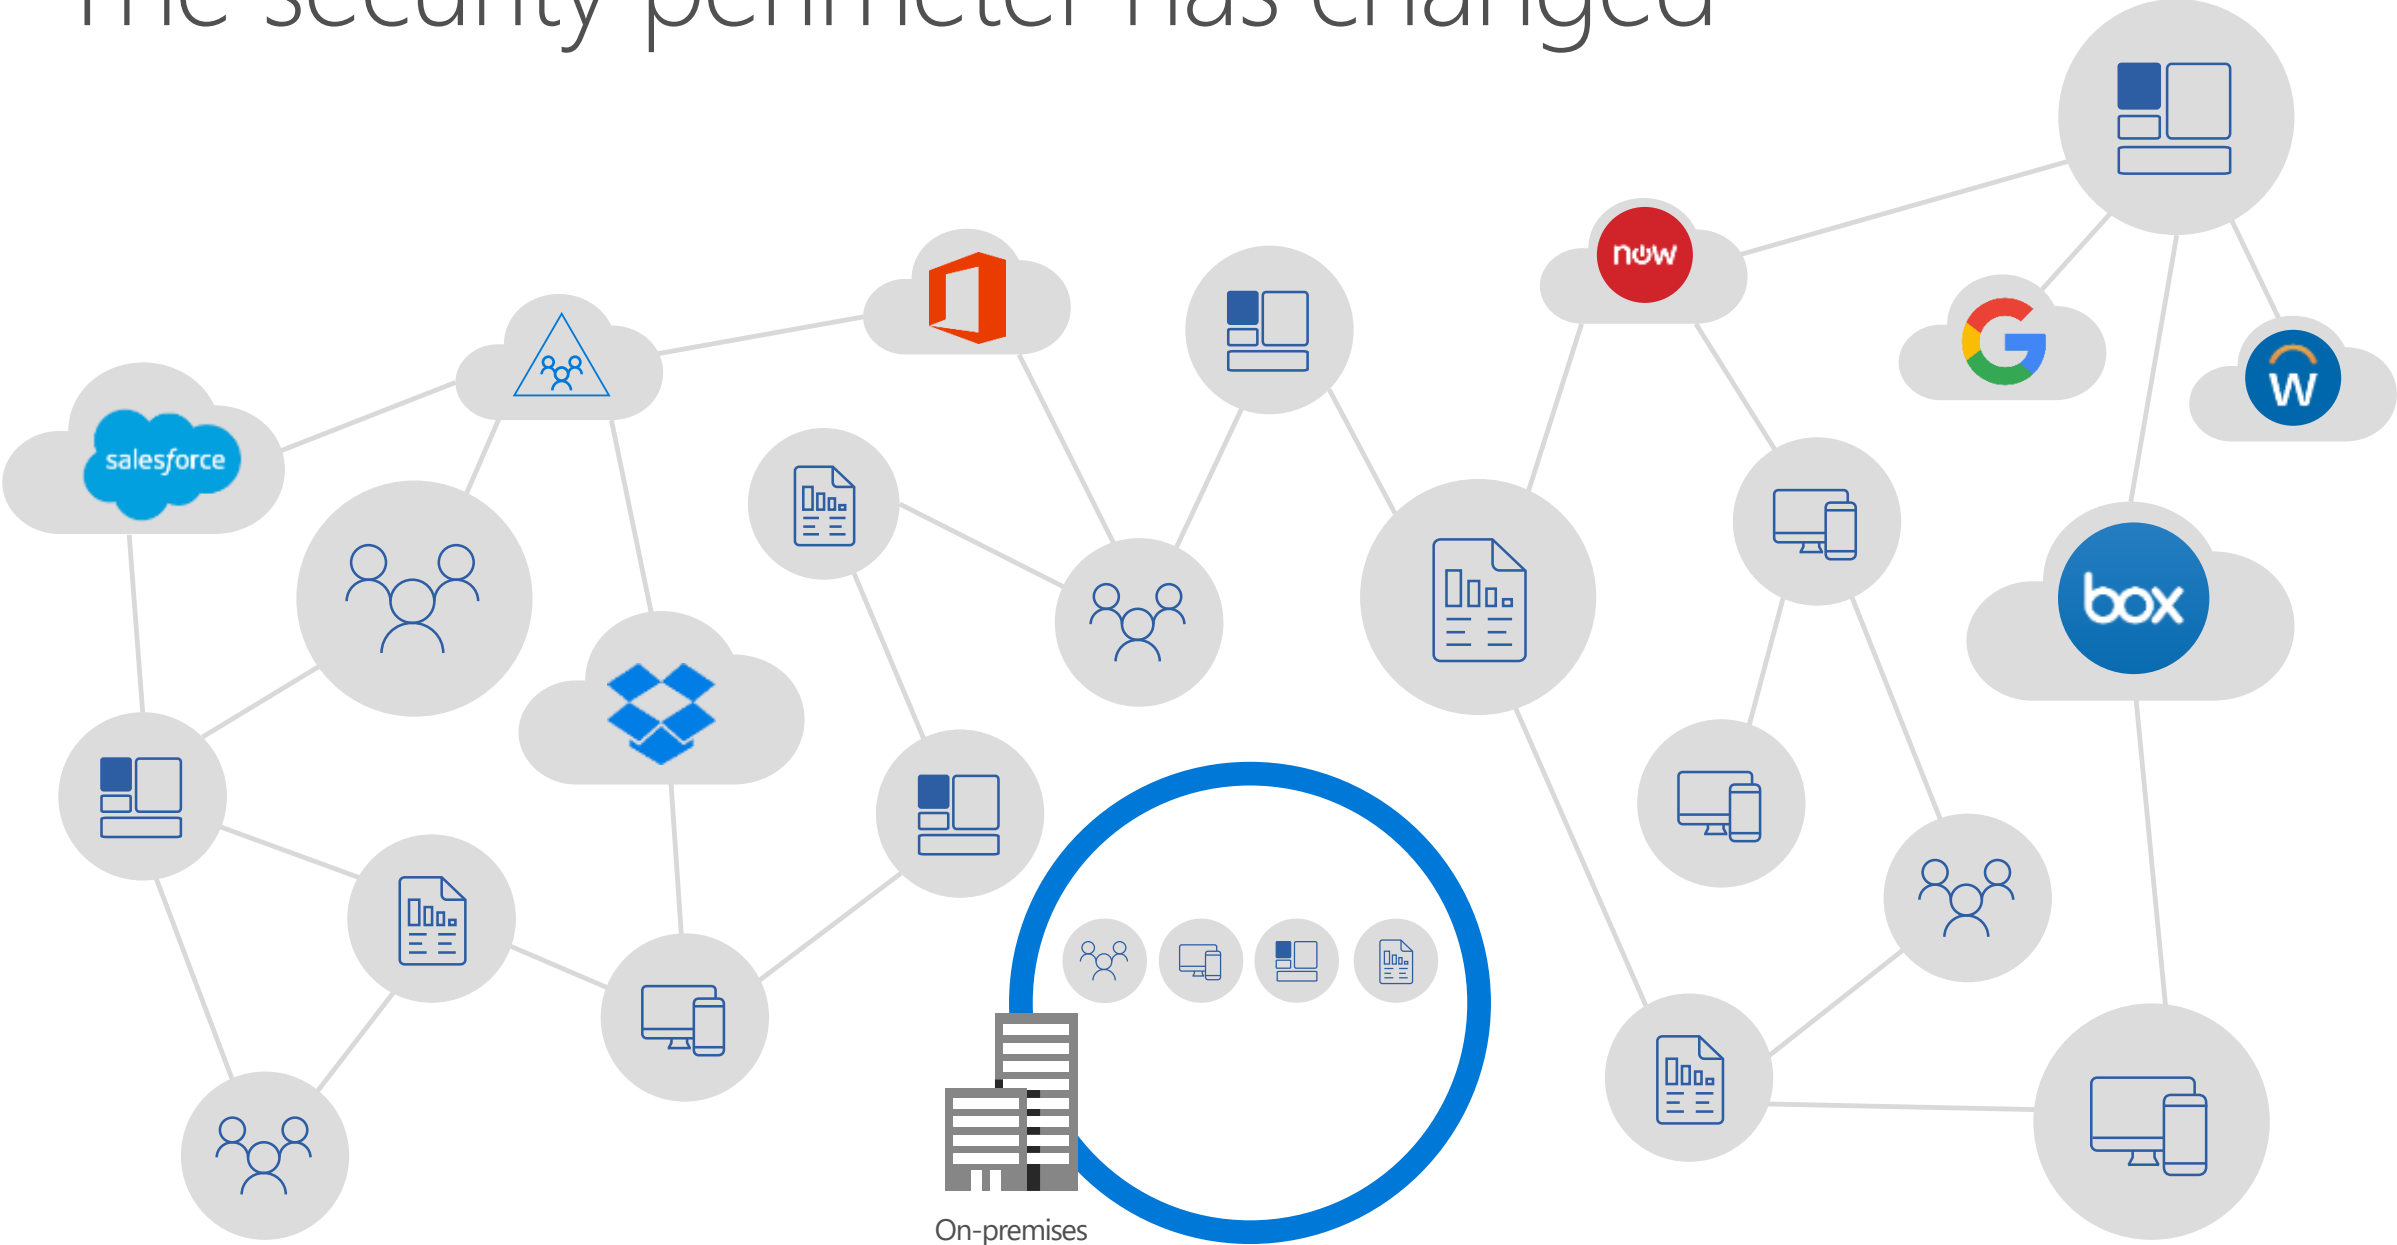 The security perimeter has changed
now
salesforce
W
box
On-premises